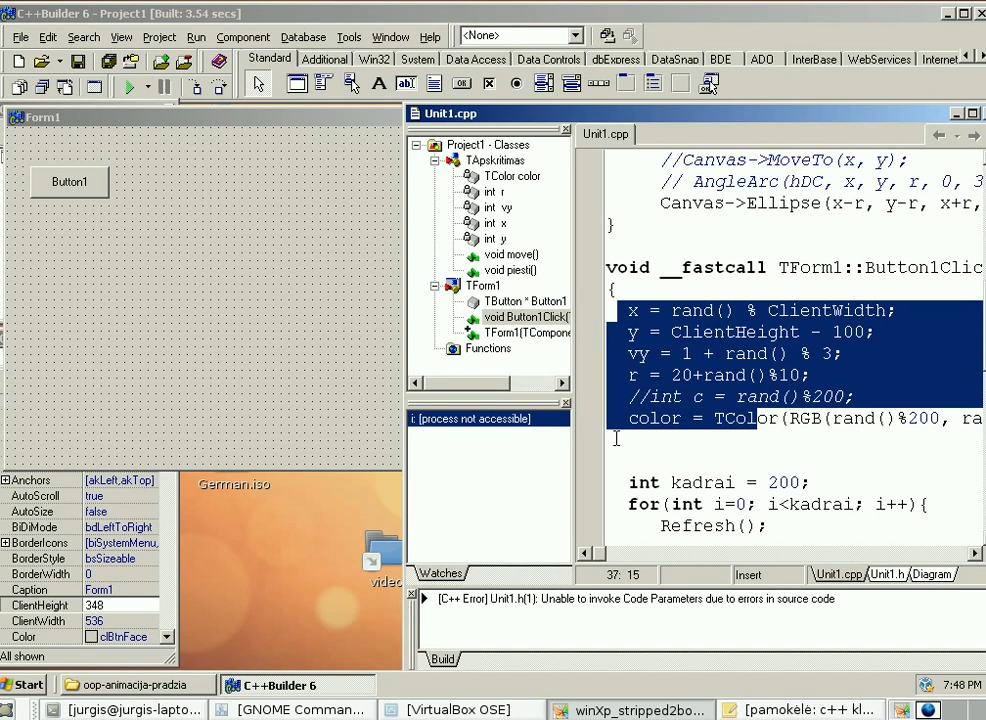 C++Builder 6 - Project1 [Built: 3.54 secs]
File Edit Search View Project Run Component Database Tools Window Help <None>
Standard Additional Win32 System Data Access Data Controls dbExpress DataSnap BDE ADO InterBase WebServices Internet
Form1
Button1
Unit1.cpp
Project1 - Classes
TApskritimas
TColor color
int r
int vy
int x
int y
void move()
void piesti()
TForm1
TButton * Button1
void Button1Click(
TForm1(TCompone
Functions
i: [process not accessible]
Watches
Unit1.cpp
//Canvas->MoveTo(x, y);
// AngleArc(hDC, x, y, r, 0, 3
Canvas->Ellipse(x-r, y-r, x+r,
}
void __fastcall TForm1::Button1Clic
{
x = rand() % ClientWidth;
y = ClientHeight - 100;
vy = 1 + rand() % 3;
r = 20+rand()%10;
//int c = rand()%200;
color = TColor(RGB(rand()%200, ra
int kadrai = 200;
for(int i=0; i<kadrai; i++){
Refresh();
37: 15 Insert Unit1.cpp Unit1.h Diagram
[C++ Error] Unit1.h(1): Unable to invoke Code Parameters due to errors in source code
Build
Anchors [akLeft,akTop]
AutoScroll true
AutoSize false
BiDiMode bdLeftToRight
BorderIcons [biSystemMenu,
BorderStyle bsSizeable
BorderWidth 0
Caption Form1
ClientHeight 348
ClientWidth 536
Color clBtnFace
All shown
German.iso
video
Start oop-animacija-pradzia C++Builder 6 7:48 PM
[jurgis@jurgis-lapto... [GNOME Comman... [VirtualBox OSE] winXp_stripped2bo... [pamokėlė: c++ kl...